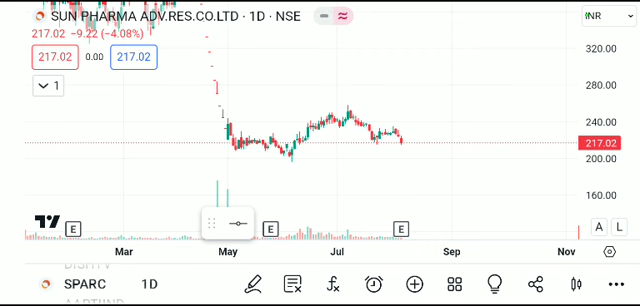 SUN PHARMA ADV.RES.CO.LTD · 1D · NSE
INR
217.02 −9.22 (−4.08%)
217.02 0.00 217.02
1
320.00
280.00
240.00
217.02
200.00
160.00
E E E
A L
Mar May Jul Sep Nov
SPARC 1D